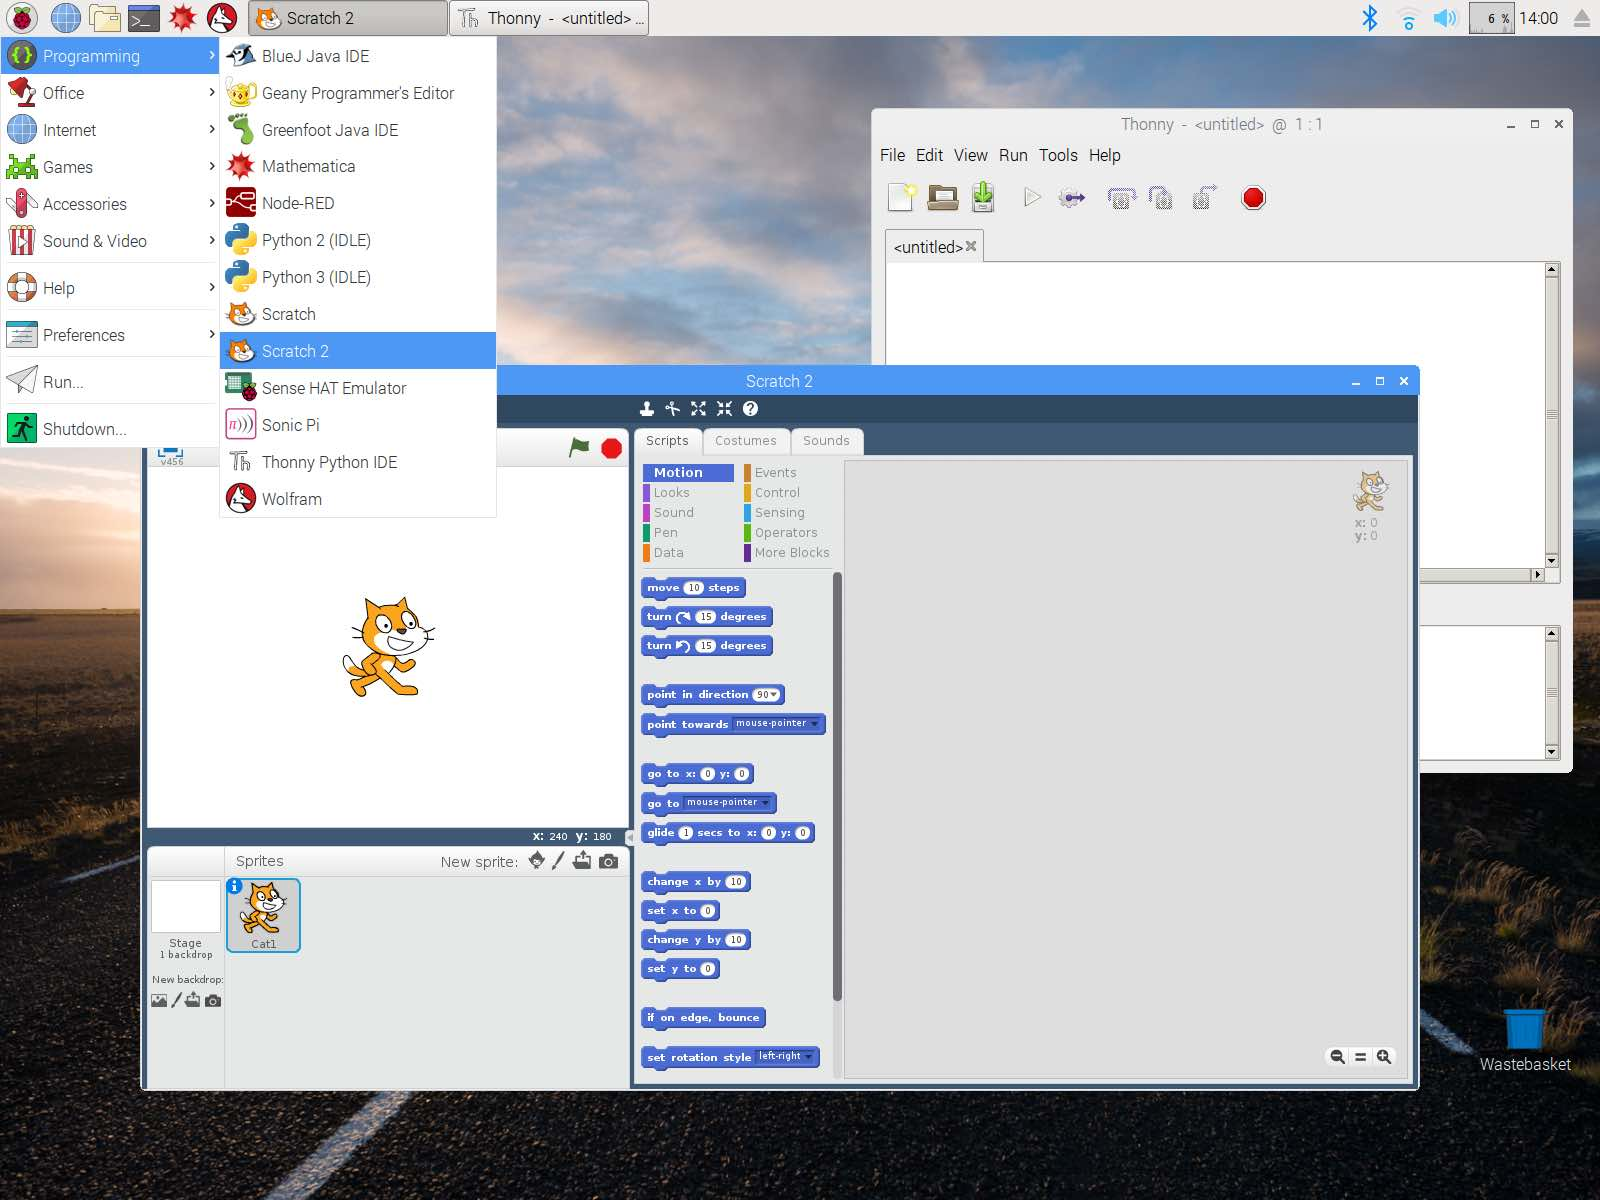 Scratch 2
Thonny - <untitled> ...
6 %
14:00
Programming
Office
Internet
Games
Accessories
Sound & Video
Help
Preferences
Run...
Shutdown...
BlueJ Java IDE
Geany Programmer's Editor
Greenfoot Java IDE
Mathematica
Node-RED
Python 2 (IDLE)
Python 3 (IDLE)
Scratch
Scratch 2
Sense HAT Emulator
Sonic Pi
Thonny Python IDE
Wolfram
Thonny - <untitled> @ 1 : 1
File Edit View Run Tools Help
<untitled>
Scratch 2
v456
Scripts Costumes Sounds
Motion
Looks
Sound
Pen
Data
Events
Control
Sensing
Operators
More Blocks
x: 0
y: 0
move 10 steps
turn 15 degrees
turn 15 degrees
point in direction 90
point towards mouse-pointer
go to x: 0 y: 0
go to mouse-pointer
glide 1 secs to x: 0 y: 0
change x by 10
set x to 0
change y by 10
set y to 0
if on edge, bounce
set rotation style left-right
x: 240 y: 180
Sprites
New sprite:
Stage
1 backdrop
New backdrop:
Cat1
Wastebasket